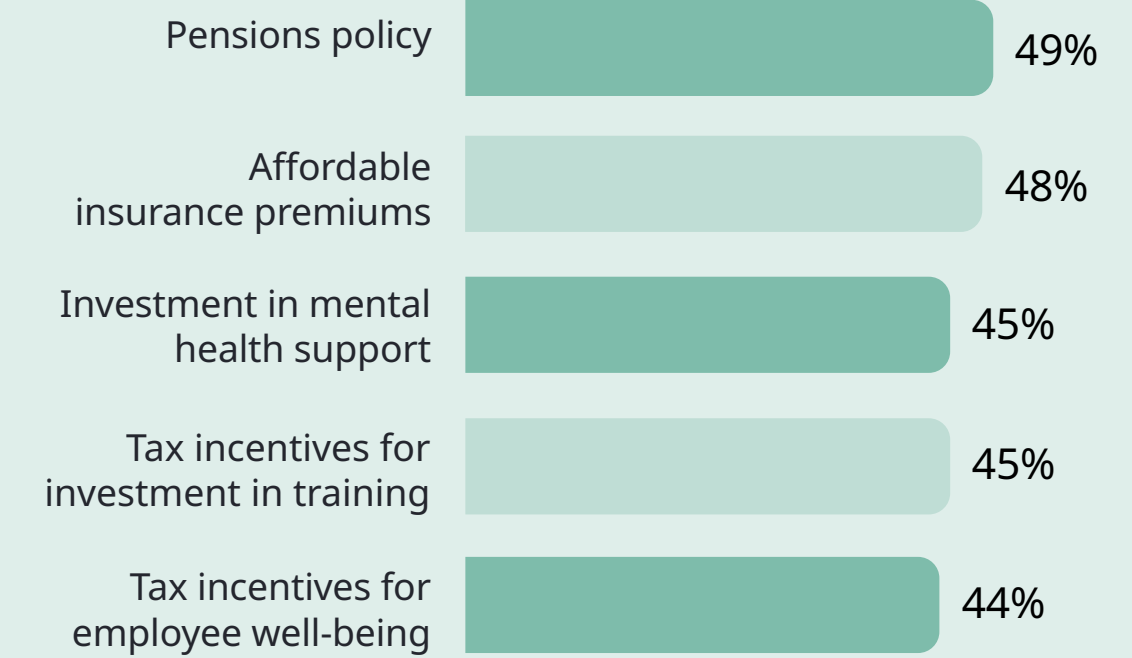 Pensions policy
49%
Affordable
insurance premiums
48%
Investment in mental
health support
45%
Tax incentives for
investment in training
45%
Tax incentives for
employee well-being
44%